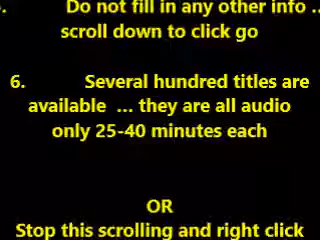 . Do not fill in any other info ..
scroll down to click go
6. Several hundred titles are
available ... they are all audio
only 25-40 minutes each
OR
Stop this scrolling and right click